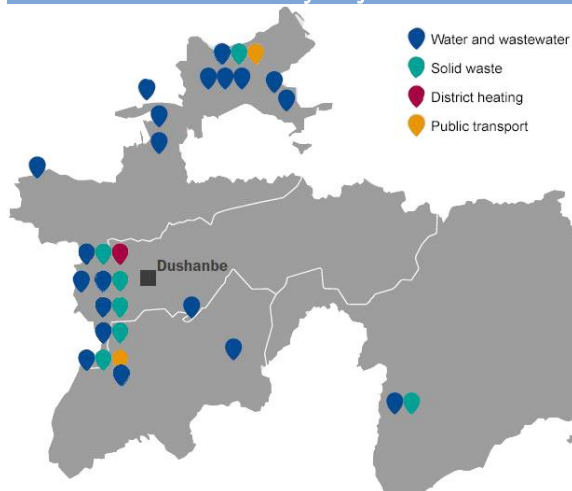 Water and wastewater
Solid waste
District heating
Public transport
Dushanbe